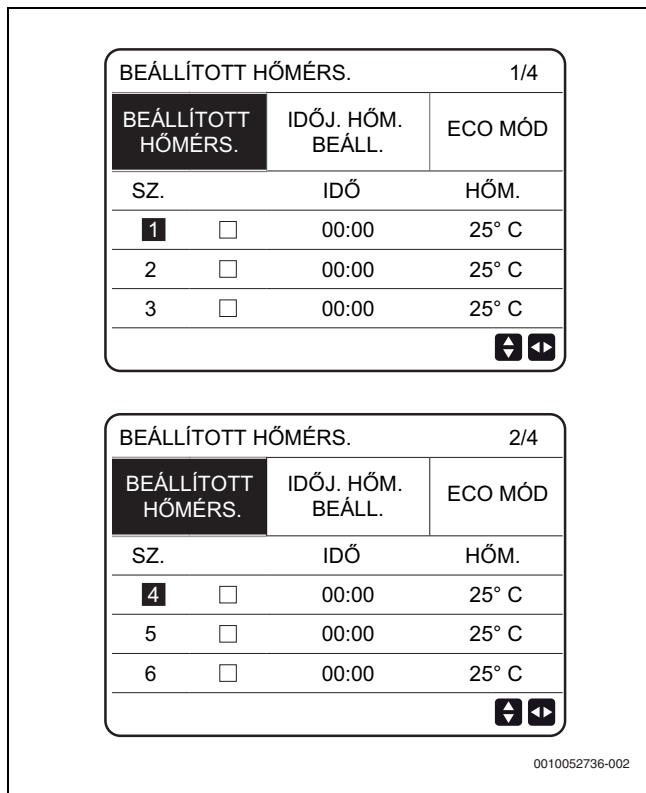 BEÁLLÍTOTT HŐMÉRS. 1/4
BEÁLLÍTOTT HŐMÉRS. IDŐJ. HŐM. BEÁLL. ECO MÓD
SZ. IDŐ HŐM.
1 ☐ 00:00 25° C
2 ☐ 00:00 25° C
3 ☐ 00:00 25° C
BEÁLLÍTOTT HŐMÉRS. 2/4
BEÁLLÍTOTT HŐMÉRS. IDŐJ. HŐM. BEÁLL. ECO MÓD
SZ. IDŐ HŐM.
4 ☐ 00:00 25° C
5 ☐ 00:00 25° C
6 ☐ 00:00 25° C
0010052736-002